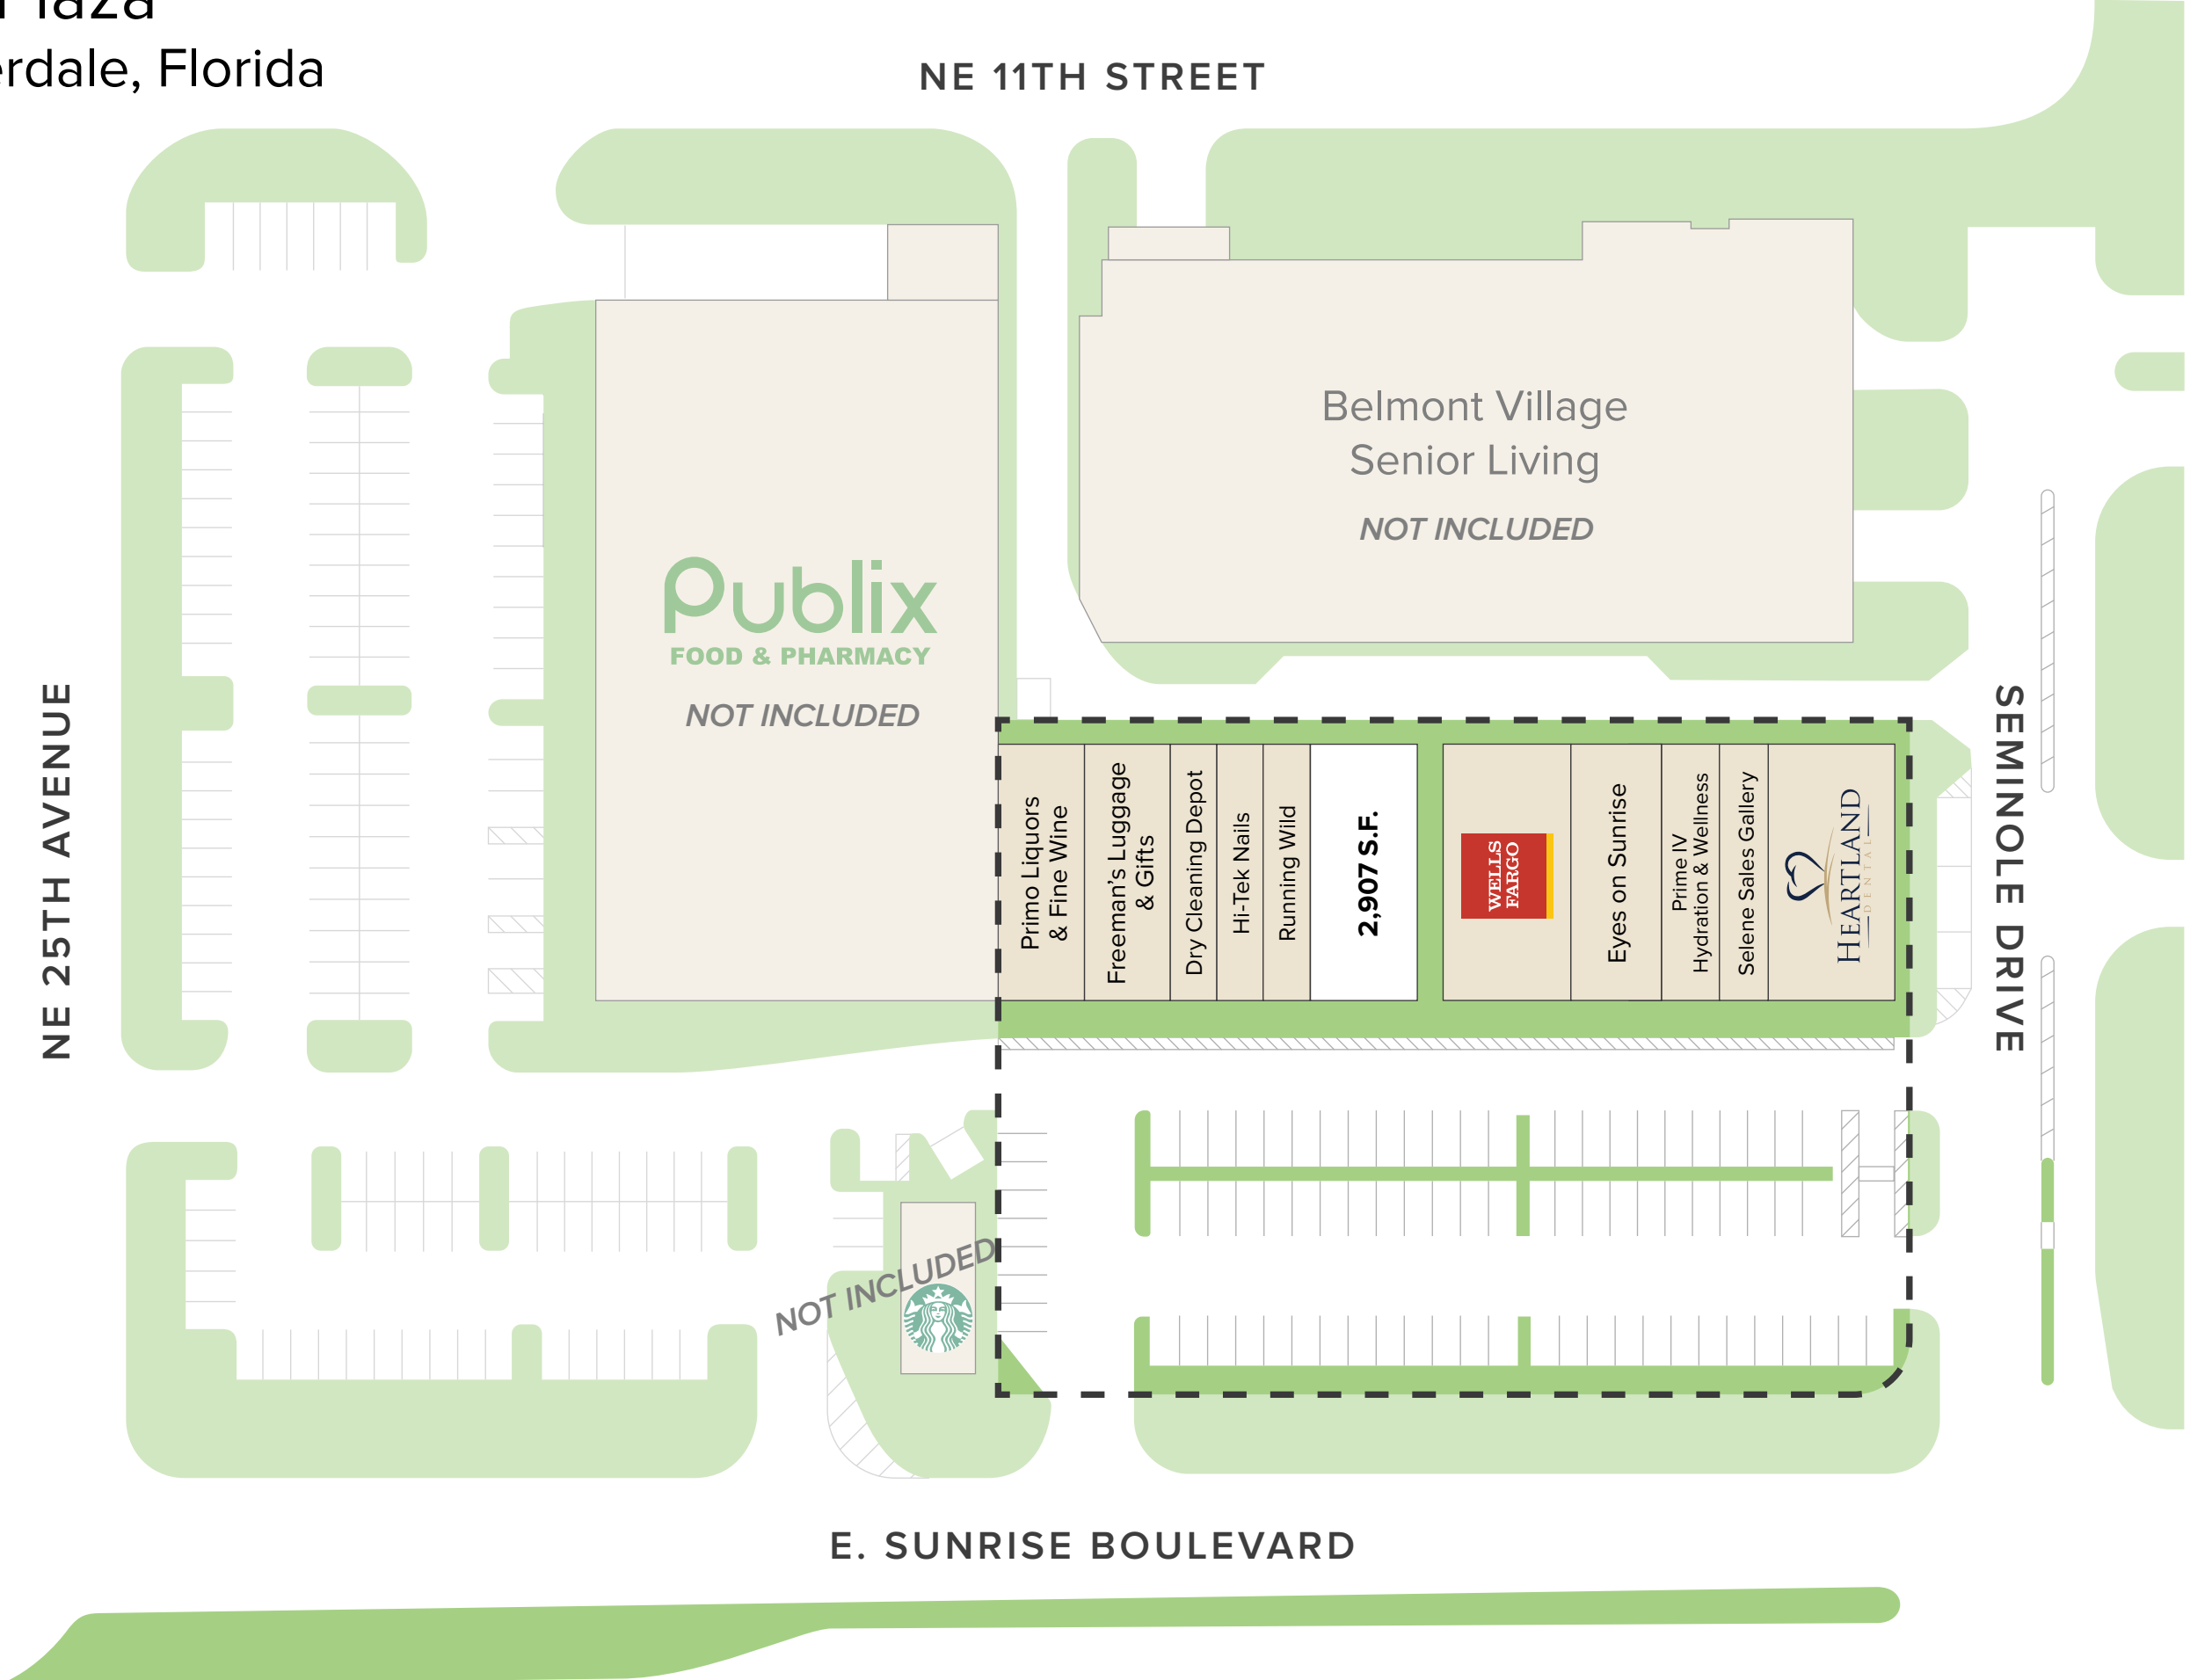 erdale, Florida
NE 11TH STREET
Belmont Village
Senior Living
NOT INCLUDED
Publix
FOOD & PHARMACY
NOT INCLUDED
NE 25TH AVENUE
SEMINOLE DRIVE
Primo Liquors
& Fine Wine
Freeman's Luggage
& Gifts
Dry Cleaning Depot
Hi-Tek Nails
Running Wild
2,907 S.F.
WELLS
FARGO
Eyes on Sunrise
Prime IV
Hydration & Wellness
Selene Sales Gallery
HEARTLAND
DENTAL
NOT INCLUDED
E. SUNRISE BOULEVARD